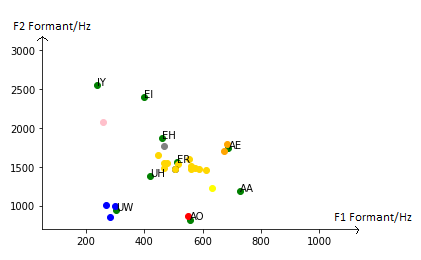 F2 Formant/Hz
3000
IY
2500
EI
2000
EH
AE
ER
1500
UH
AA
1000
UW
AO
F1 Formant/Hz
200 400 600 800 1000